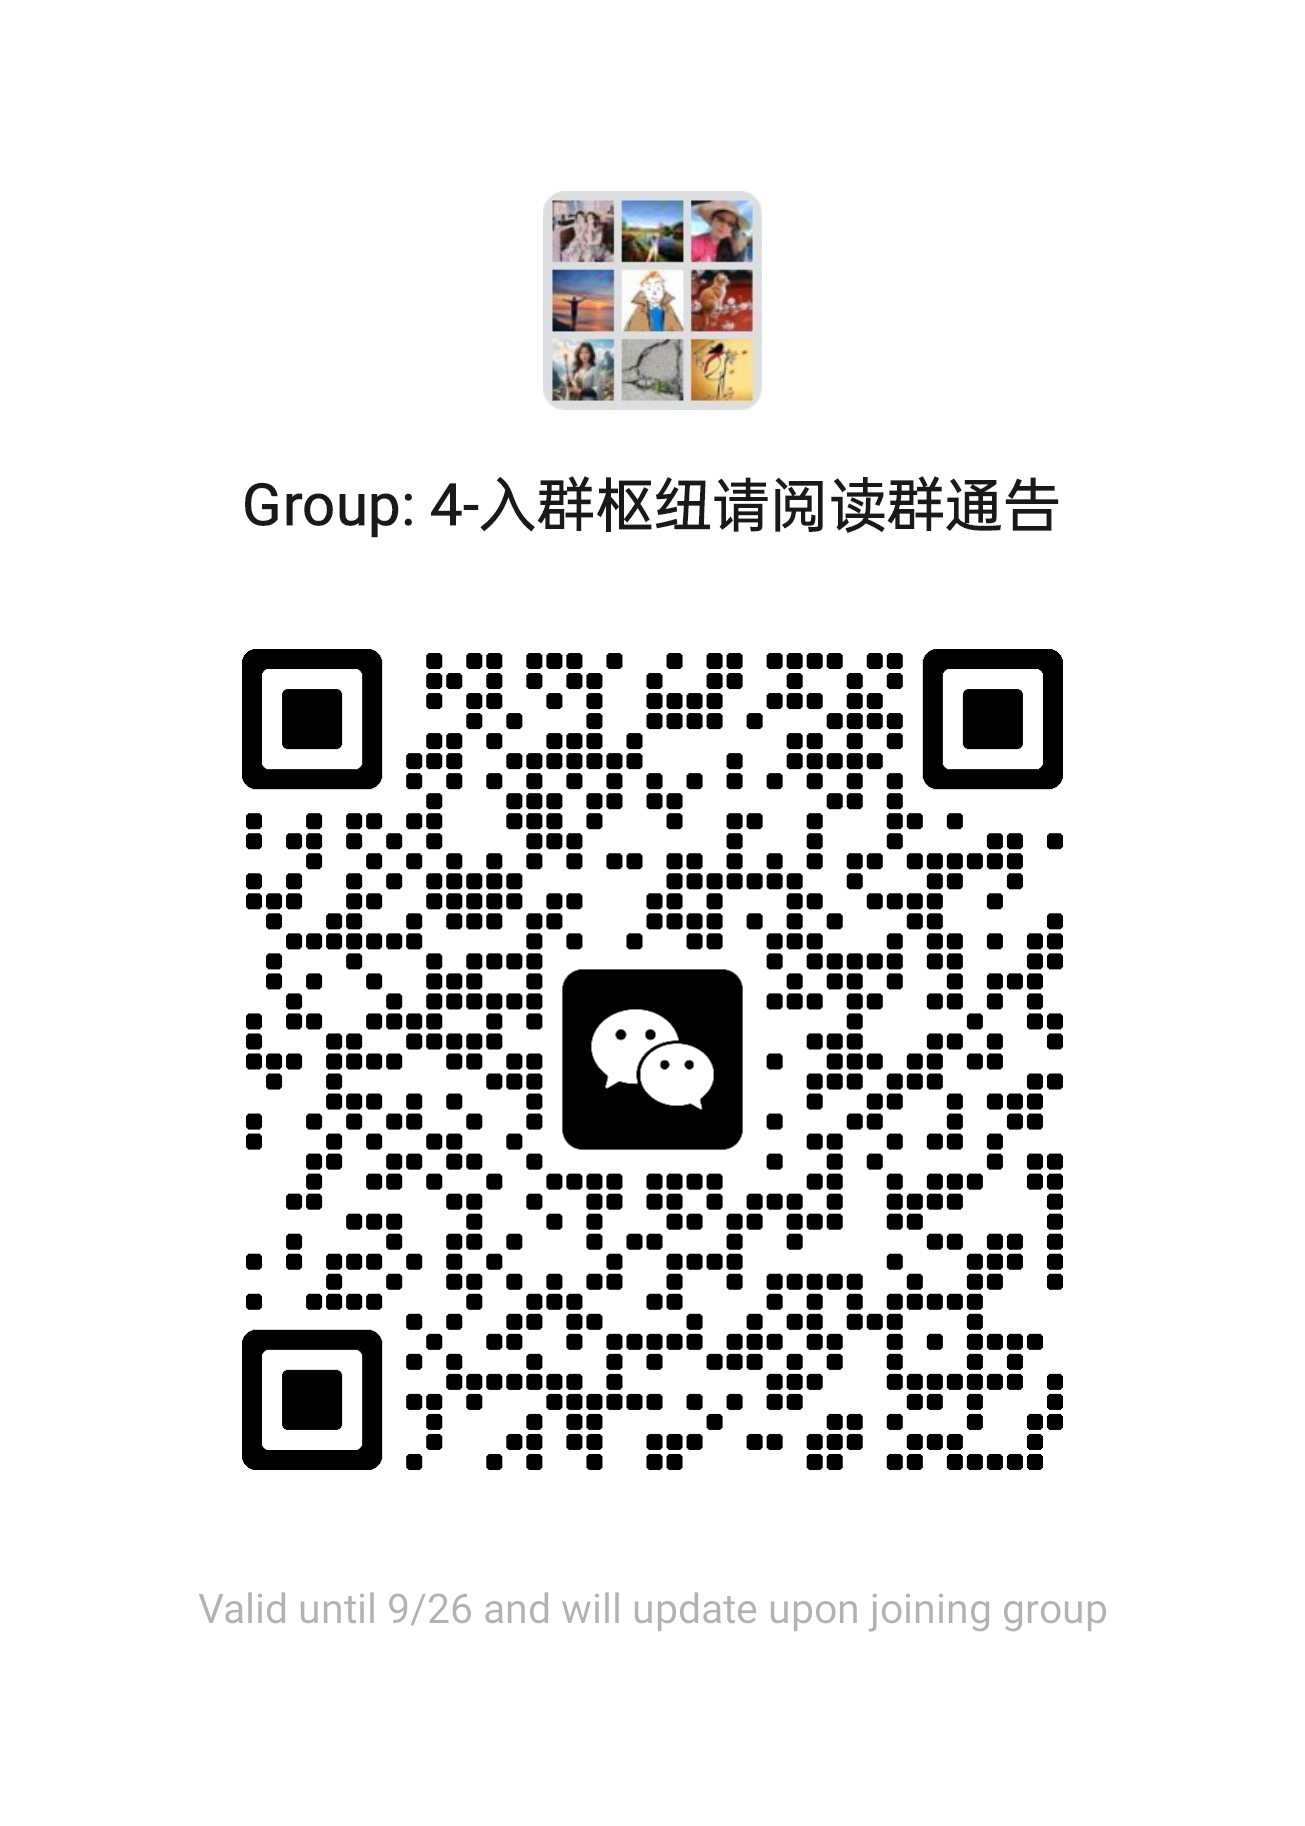 Group: 4-入群枢纽请阅读群通告
Valid until 9/26 and will update upon joining group